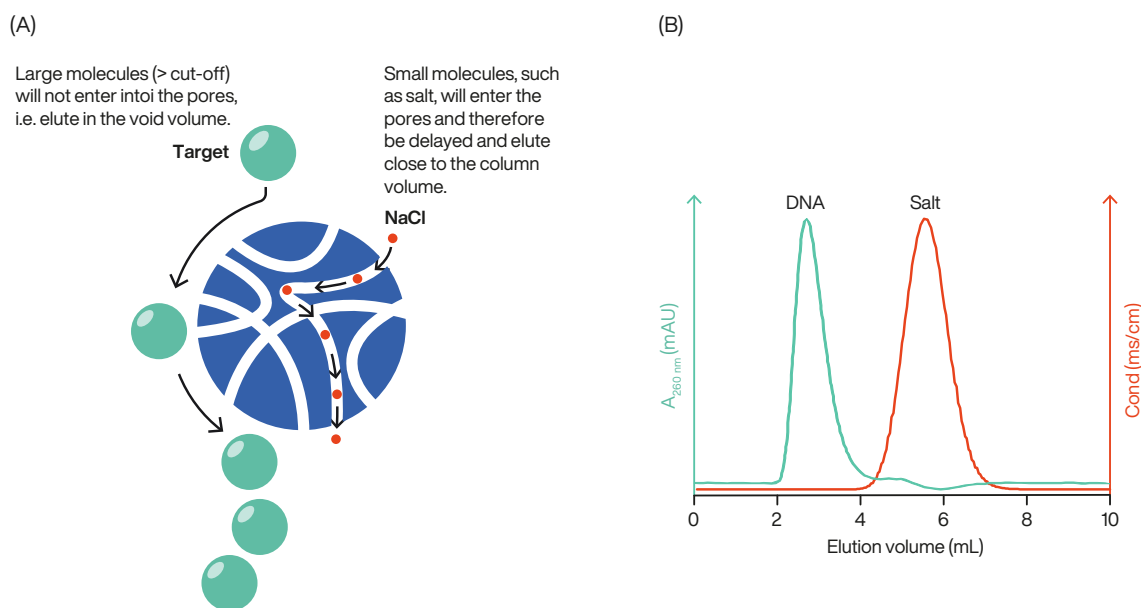 (A)
Large molecules (> cut-off)
will not enter intoi the pores,
i.e. elute in the void volume.
Target
Small molecules, such
as salt, will enter the
pores and therefore
be delayed and elute
close to the column
volume.
NaCl
(B)
DNA
Salt
A260 nm (mAU)
Cond (ms/cm)
0
2
4
6
8
10
Elution volume (mL)